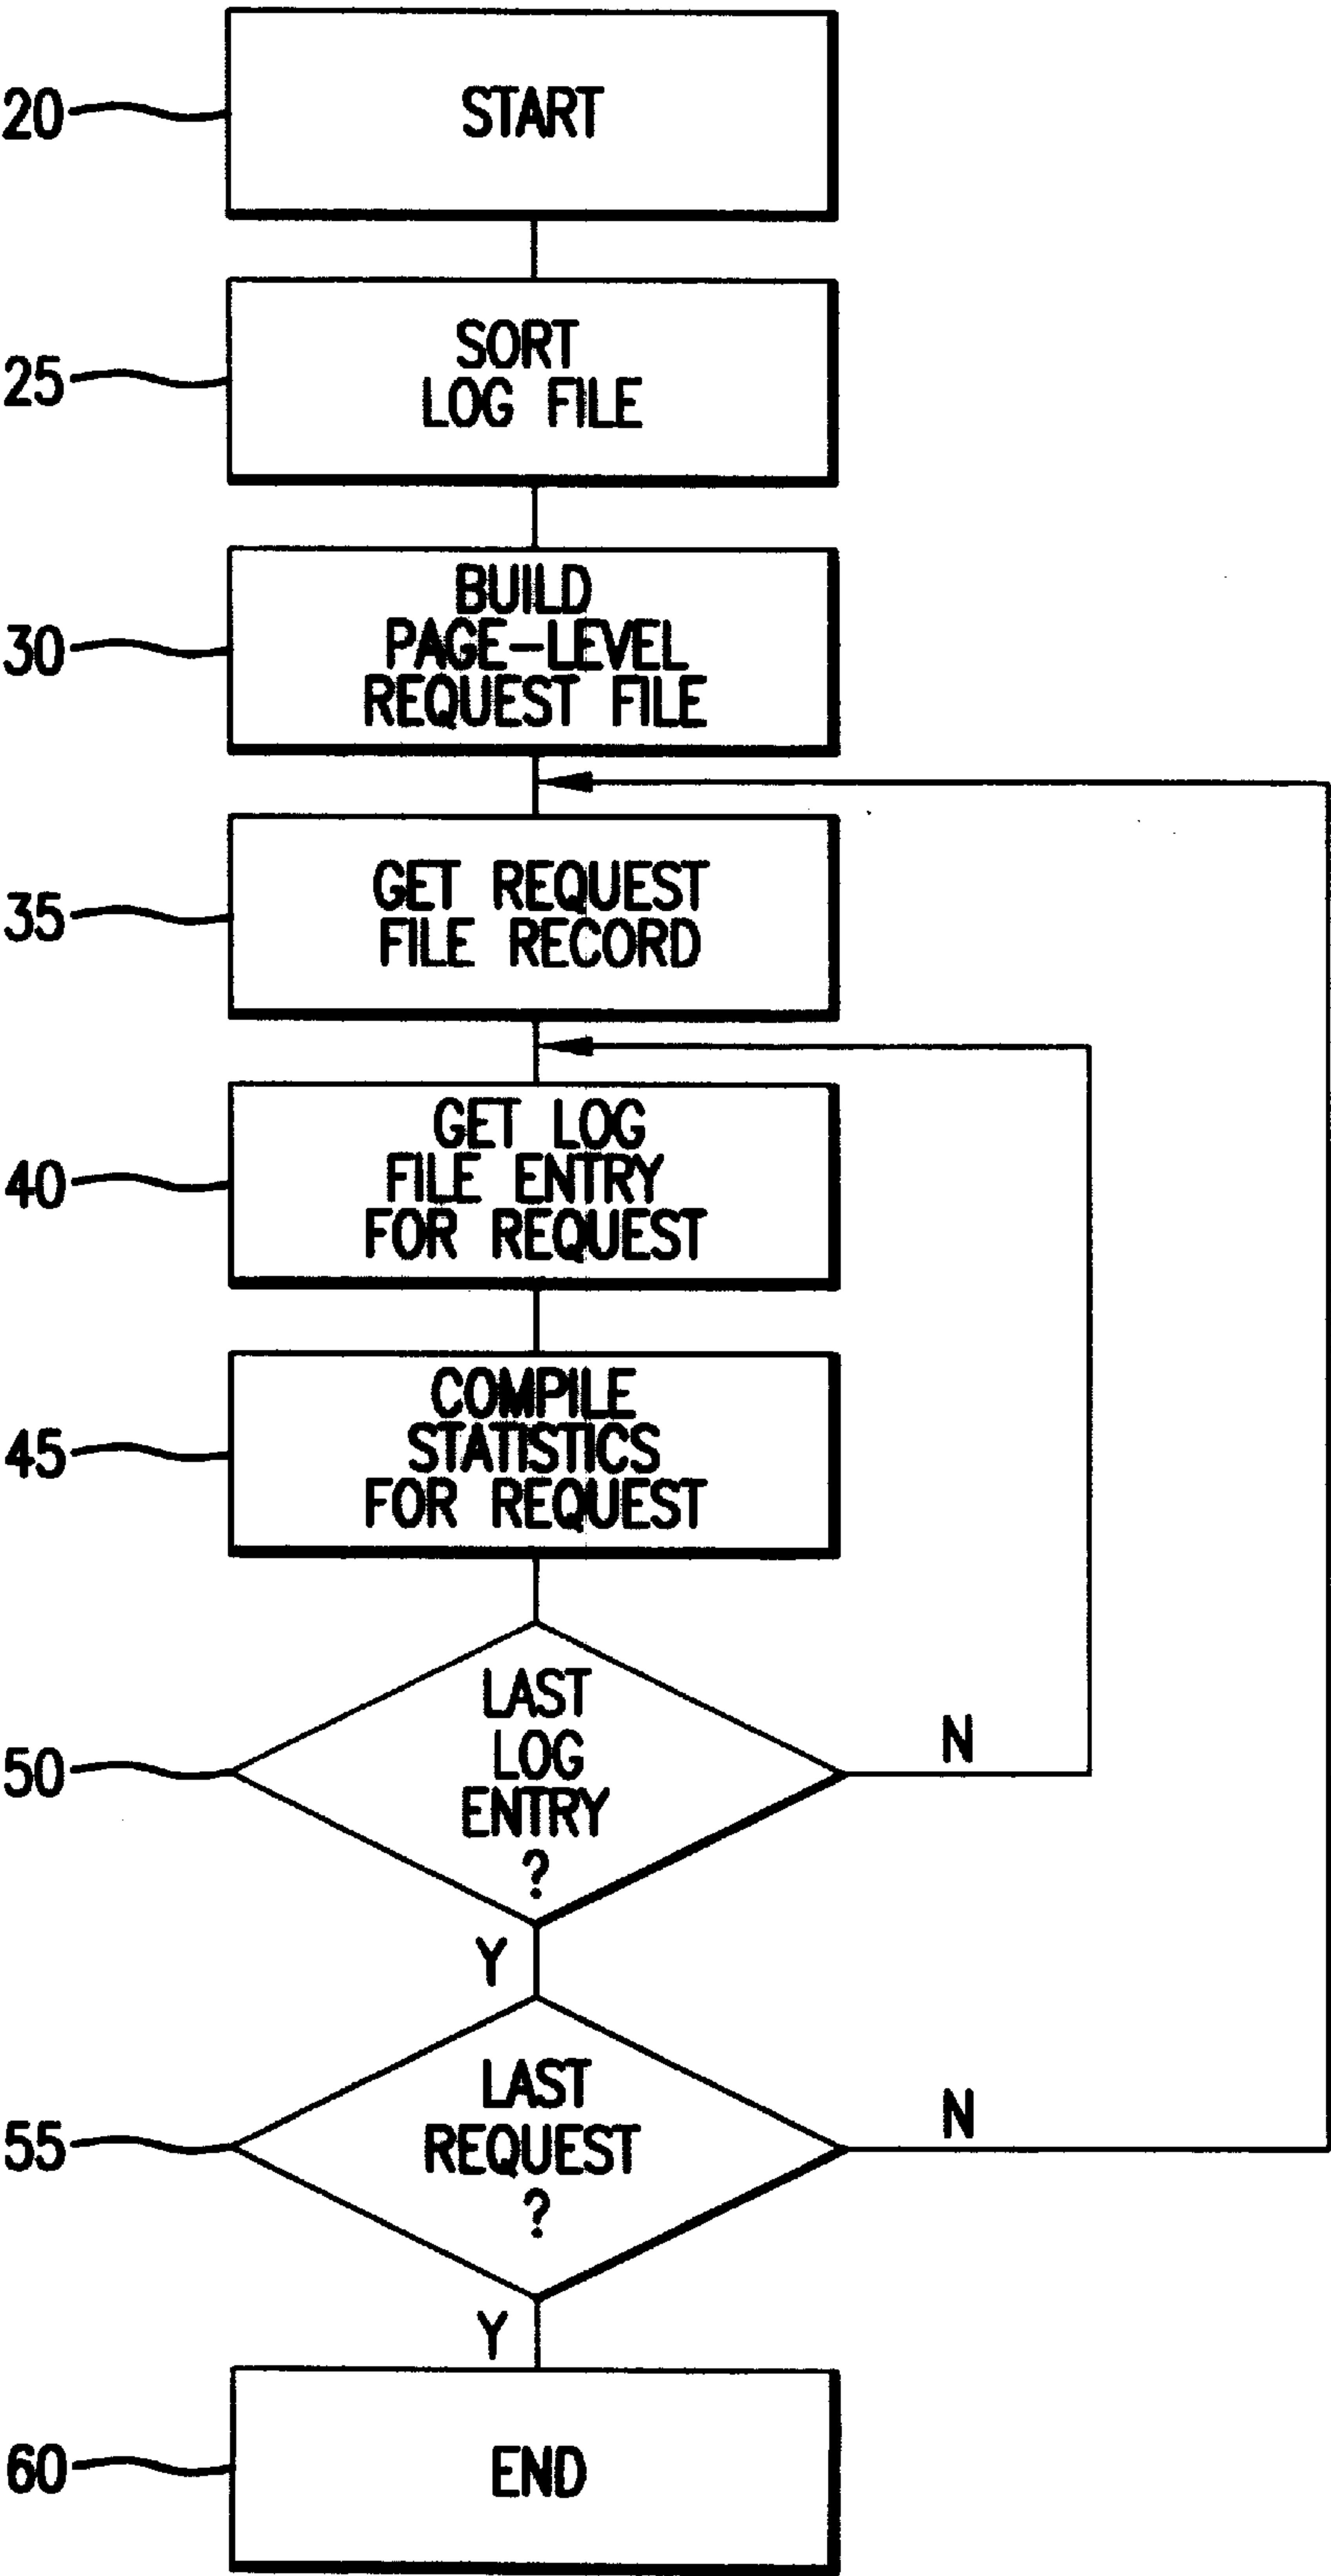 20
START
25
SORT
LOG FILE
30
BUILD
PAGE-LEVEL
REQUEST FILE
35
GET REQUEST
FILE RECORD
40
GET LOG
FILE ENTRY
FOR REQUEST
45
COMPILE
STATISTICS
FOR REQUEST
50
LAST
LOG
ENTRY
?
N
Y
55
LAST
REQUEST
?
N
Y
60
END